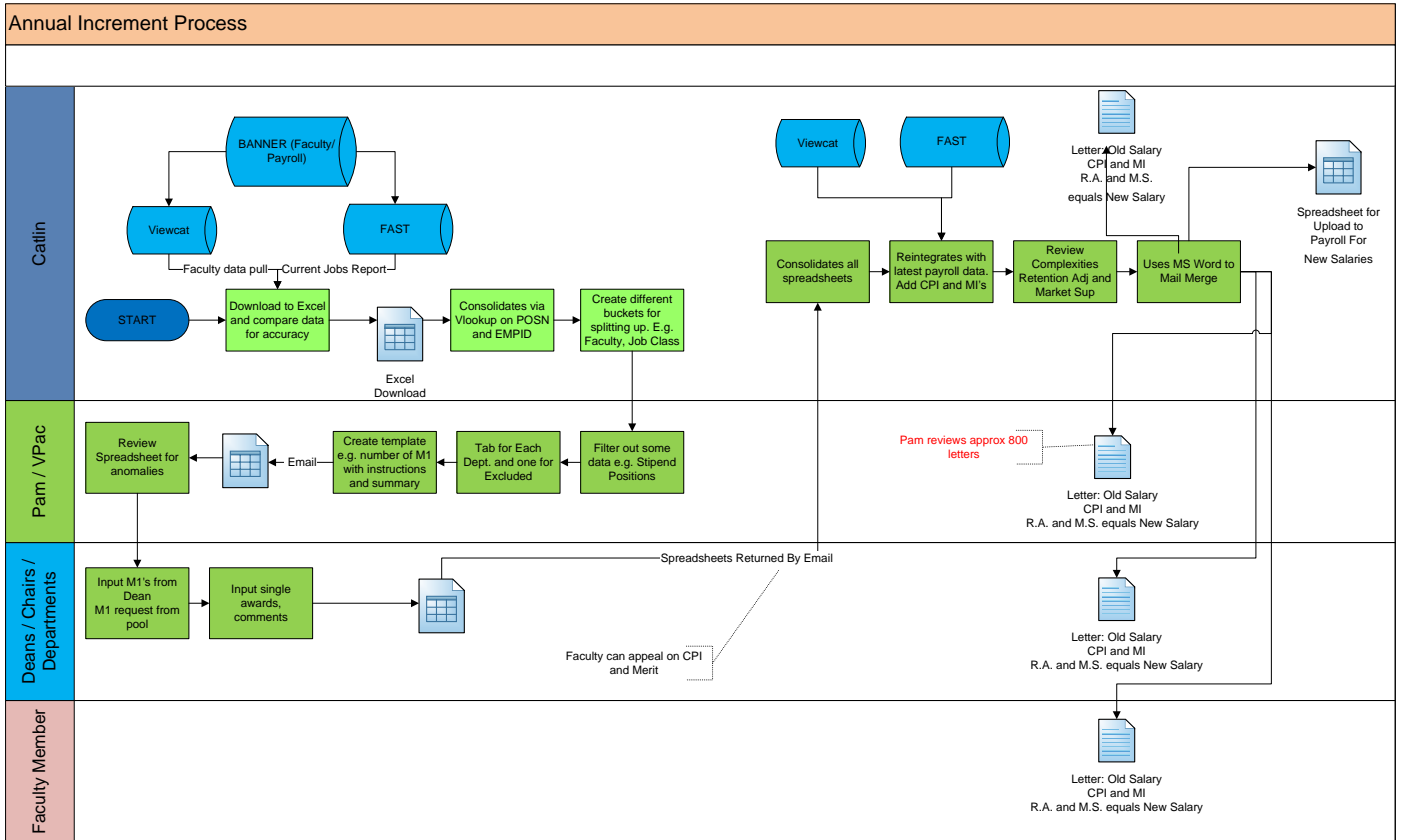 Annual Increment Process
Catlin
BANNER (Faculty/
Payroll)
Viewcat
FAST
Faculty data pull
Current Jobs Report
START
Download to Excel
and compare data
for accuracy
Excel
Download
Consolidates via
Vlookup on POSN
and EMPID
Create different
buckets for
splitting up. E.g.
Faculty, Job Class
Viewcat
FAST
Consolidates all
spreadsheets
Reintegrates with
latest payroll data.
Add CPI and MI's
Review
Complexities
Retention Adj and
Market Sup
Uses MS Word to
Mail Merge
Letter: Old Salary
CPI and MI
R.A. and M.S.
equals New Salary
Spreadsheet for
Upload to
Payroll For
New Salaries
Pam / VPac
Review
Spreadsheet for
anomalies
Email
Create template
e.g. number of M1
with instructions
and summary
Tab for Each
Dept. and one for
Excluded
Filter out some
data e.g. Stipend
Positions
Pam reviews approx 800
letters
Letter: Old Salary
CPI and MI
R.A. and M.S. equals New Salary
Deans / Chairs /
Departments
Input M1's from
Dean
M1 request from
pool
Input single
awards,
comments
Spreadsheets Returned By Email
Faculty can appeal on CPI
and Merit
Letter: Old Salary
CPI and MI
R.A. and M.S. equals New Salary
Faculty Member
Letter: Old Salary
CPI and MI
R.A. and M.S. equals New Salary